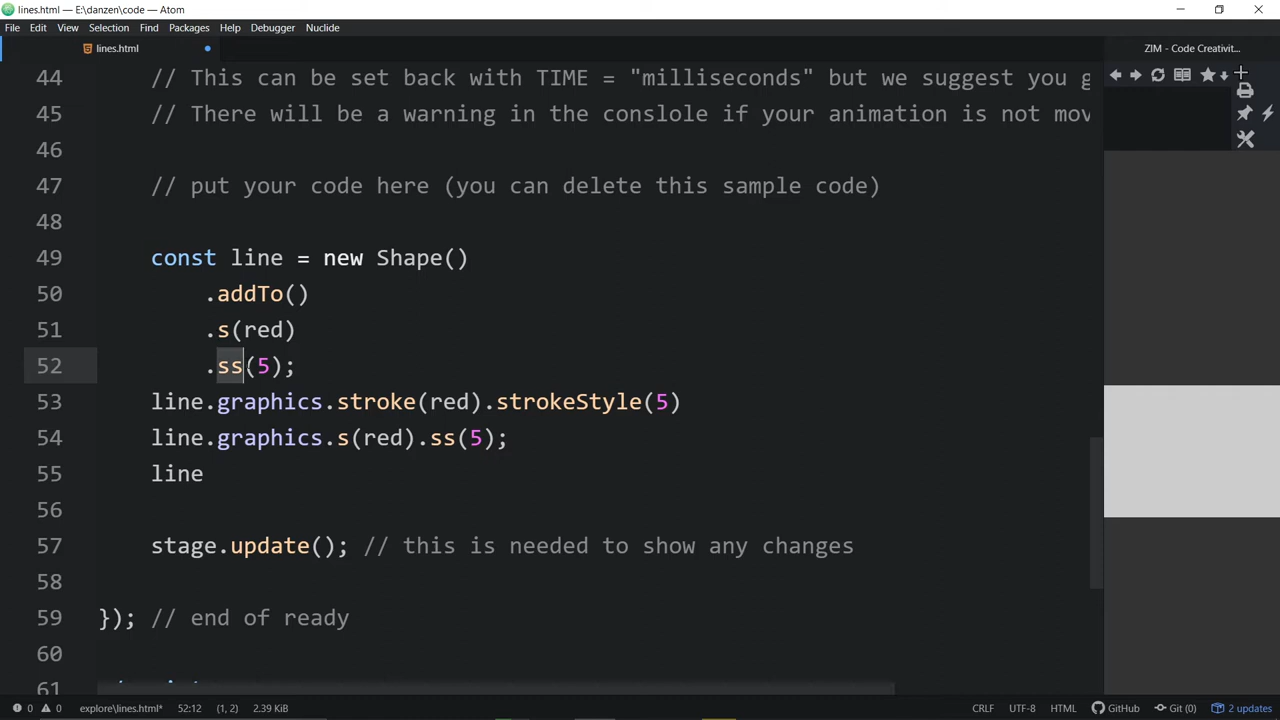 lines.html — E:\danzen\code — Atom
File Edit View Selection Find Packages Help Debugger Nuclide
lines.html
ZIM - Code Creativit...
44 // This can be set back with TIME = "milliseconds" but we suggest you g
45 // There will be a warning in the conslole if your animation is not mov
46
47 // put your code here (you can delete this sample code)
48
49 const line = new Shape()
50 .addTo()
51 .s(red)
52 .ss(5);
53 line.graphics.stroke(red).strokeStyle(5)
54 line.graphics.s(red).ss(5);
55 line
56
57 stage.update(); // this is needed to show any changes
58
59 }); // end of ready
60
61
0 0 explore\lines.html* 52:12 (1, 2) 2.39 KiB CRLF UTF-8 HTML GitHub Git (0) 2 updates